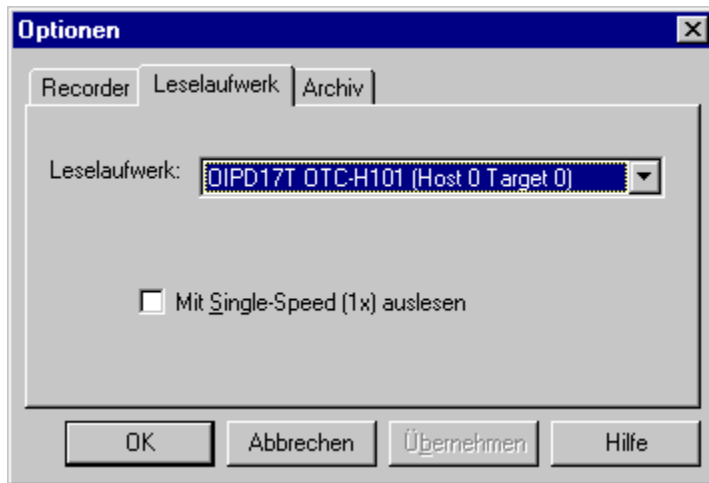 Optionen
Recorder Leselaufwerk Archiv
Leselaufwerk: OIPD17T OTC-H101 (Host 0 Target 0)
Mit Single-Speed (1x) auslesen
OK Abbrechen Übernehmen Hilfe